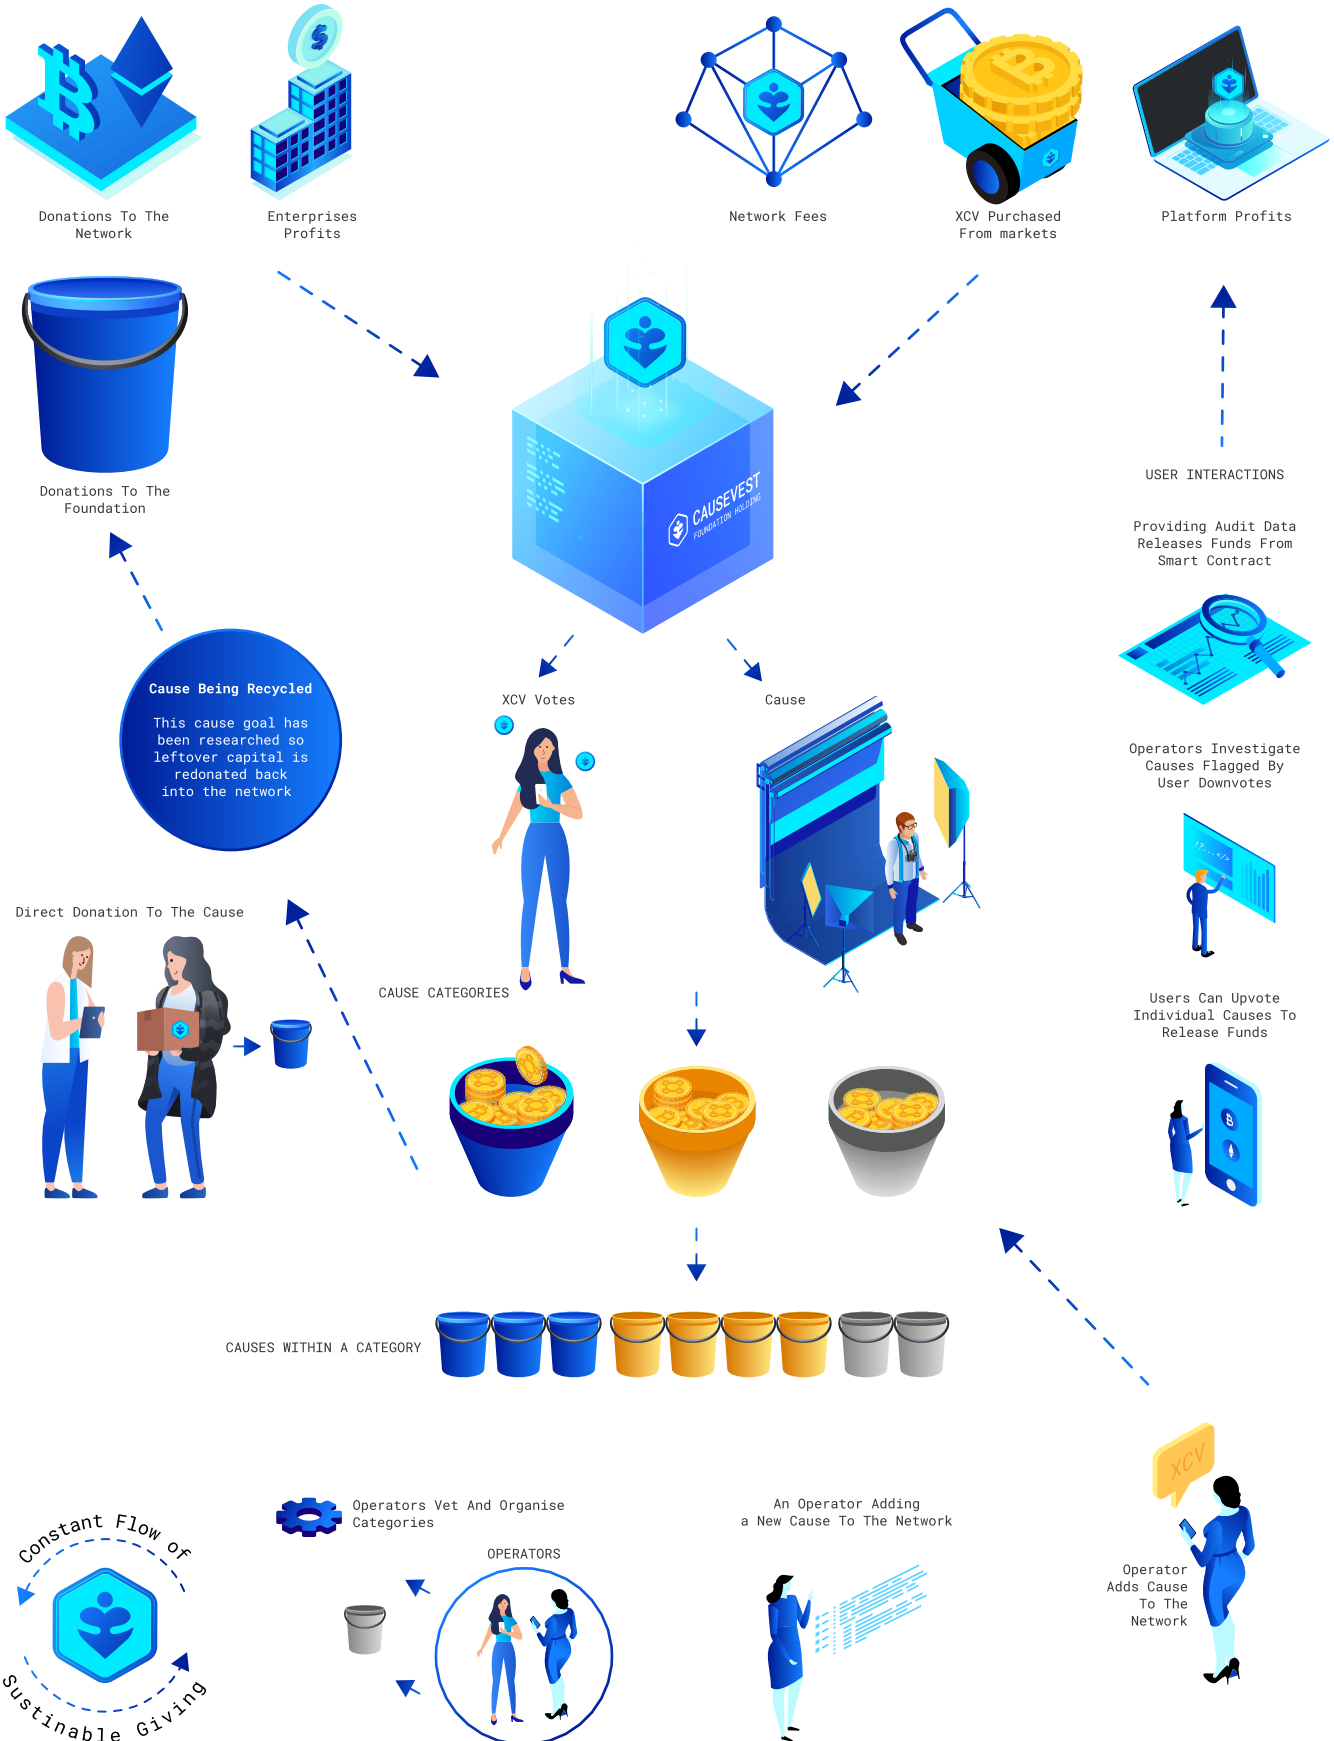 Donations To The
Network
Enterprises
Profits
Network Fees
XCV Purchased
From markets
Platform Profits
Donations To The
Foundation
CAUSEVEST
FOUNDATION HOLDING
USER INTERACTIONS
Providing Audit Data
Releases Funds From
Smart Contract
Cause Being Recycled
This cause goal has
been researched so
leftover capital is
redonated back
into the network
XCV Votes
Cause
Operators Investigate
Causes Flagged By
User Downvotes
Direct Donation To The Cause
CAUSE CATEGORIES
Users Can Upvote
Individual Causes To
Release Funds
CAUSES WITHIN A CATEGORY
XCV
Operator
Adds Cause
To The
Network
Operators Vet And Organise
Categories
OPERATORS
An Operator Adding
a New Cause To The Network
Constant Flow of
Sustinable Giving